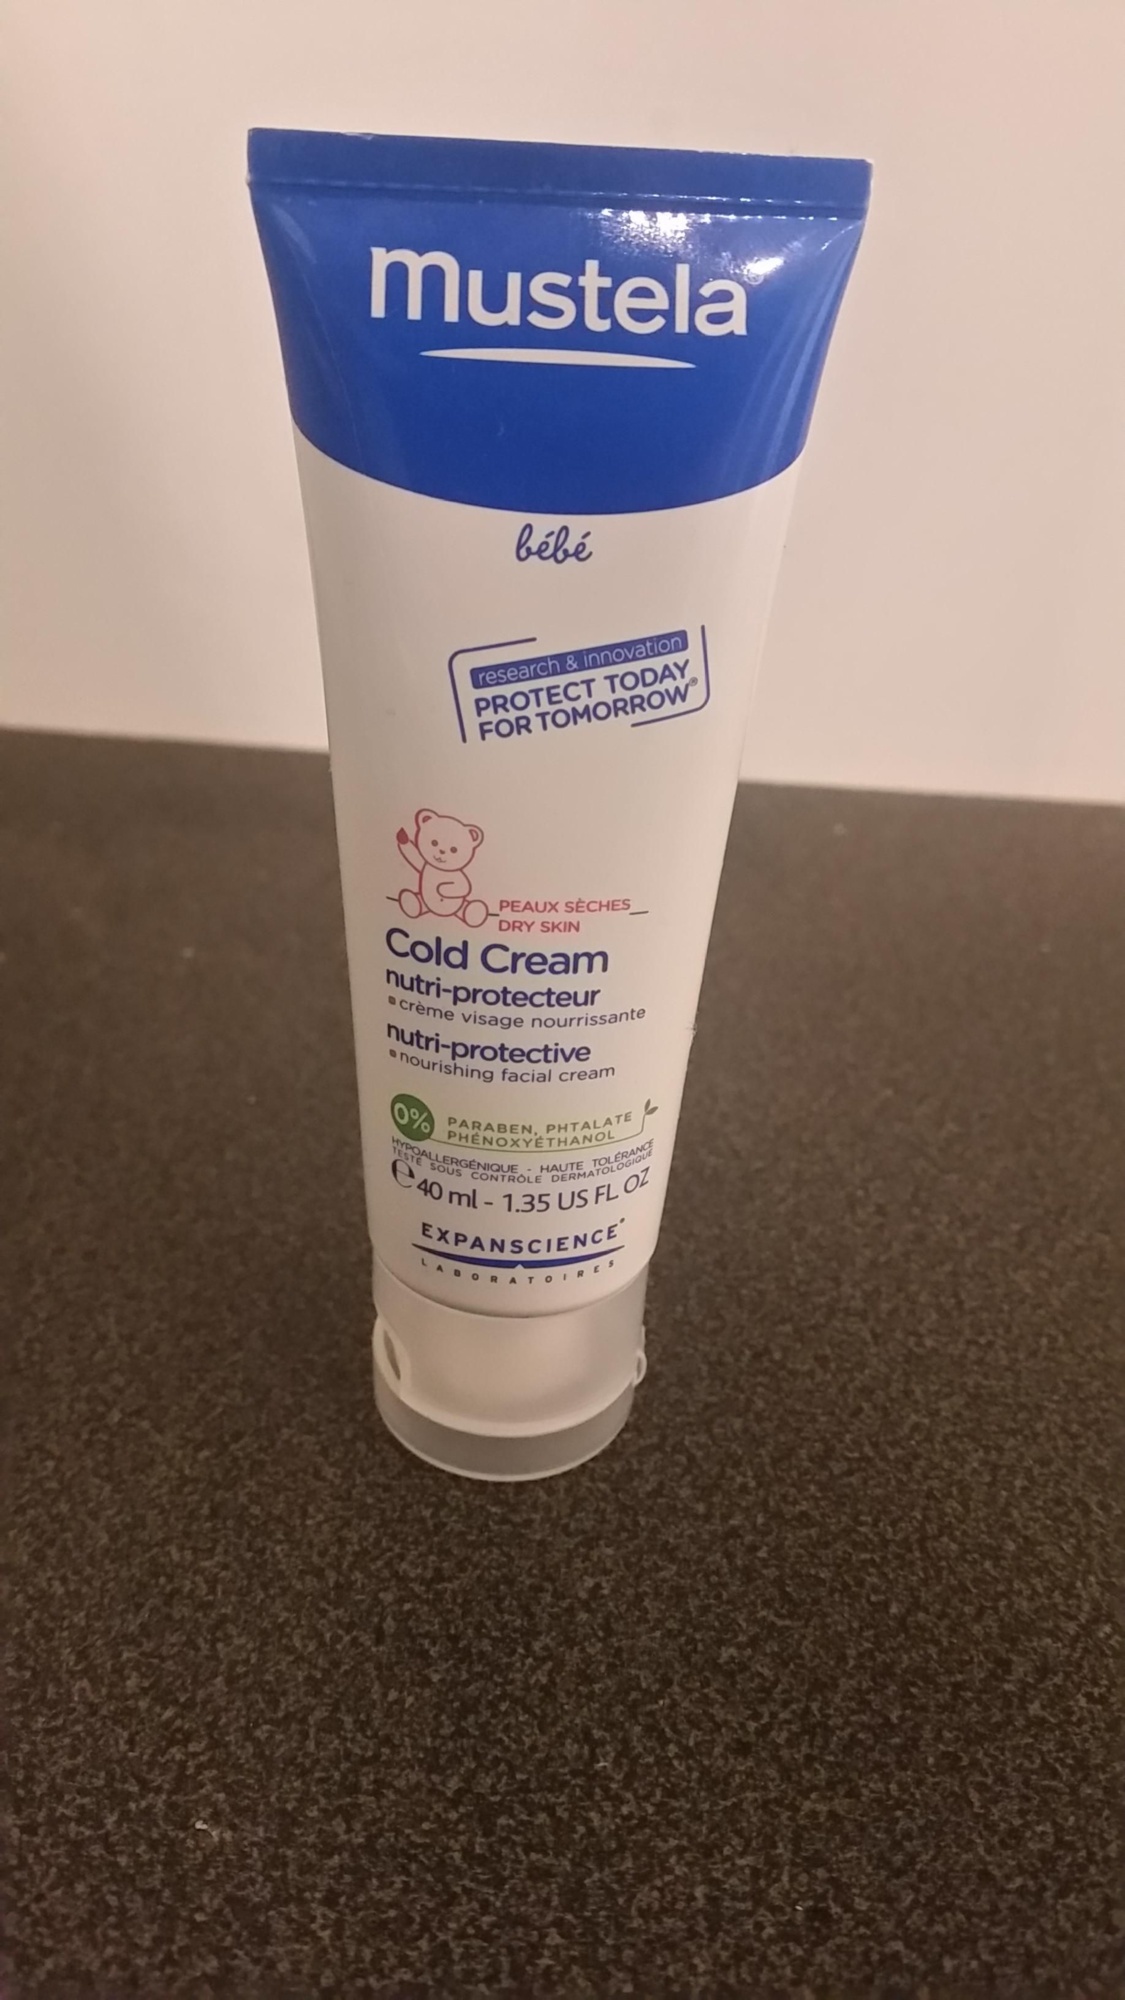 mustela
bébé
research & innovation
PROTECT TODAY
FOR TOMORROW®
PEAUX SÈCHES
DRY SKIN
Cold Cream
nutri-protecteur
crème visage nourrissante
nutri-protective
nourishing facial cream
0% PARABEN, PHTALATE
PHÉNOXYÉTHANOL
HYPOALLERGÉNIQUE - HAUTE TOLÉRANCE
TESTÉ SOUS CONTRÔLE DERMATOLOGIQUE
e 40 ml - 1.35 US FL OZ
EXPANSCIENCE®
LABORATOIRES